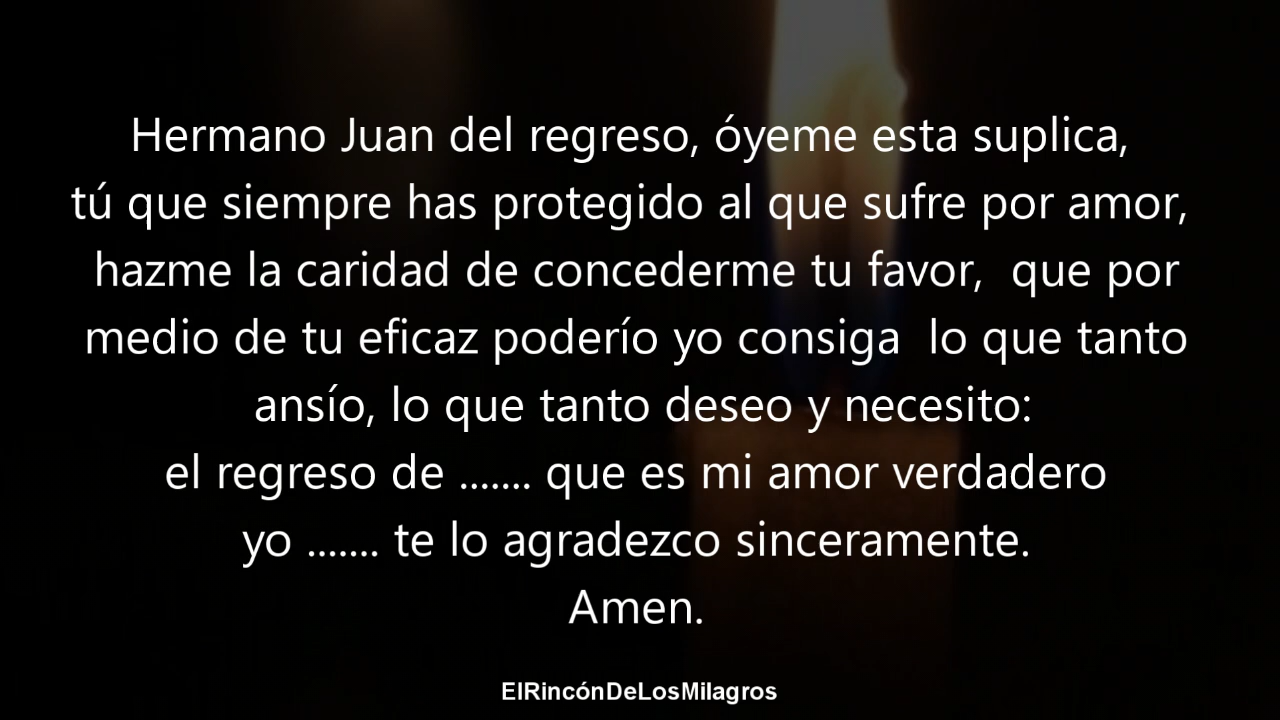 Hermano Juan del regreso, óyeme esta suplica,
tú que siempre has protegido al que sufre por amor,
hazme la caridad de concederme tu favor,  que por
medio de tu eficaz poderío yo consiga  lo que tanto
ansío, lo que tanto deseo y necesito:
el regreso de ....... que es mi amor verdadero
yo ....... te lo agradezco sinceramente.
Amen.
ElRincónDeLosMilagros